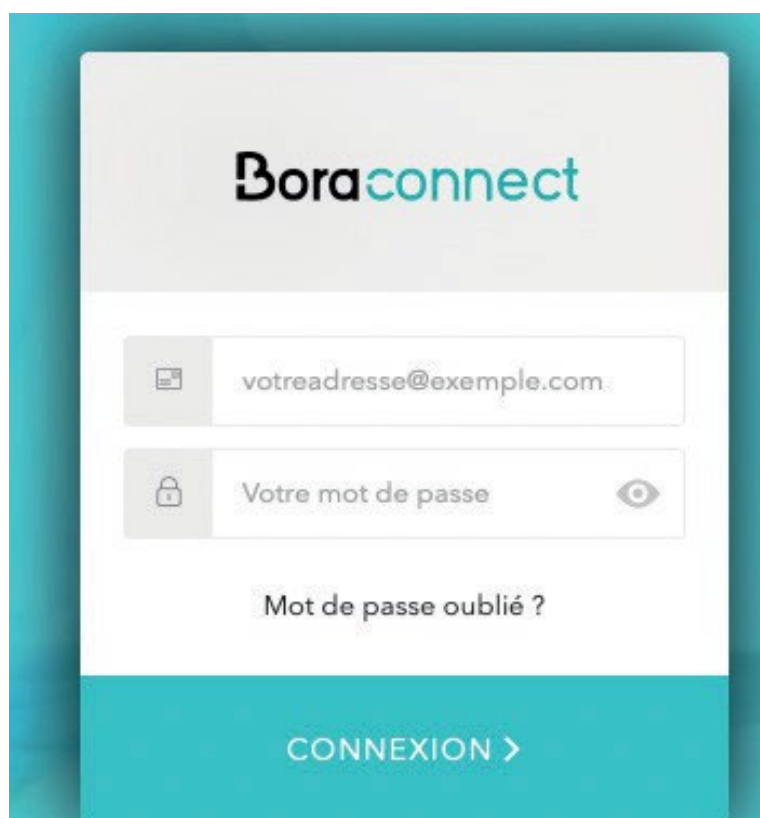 Boraconnect
votreadresse@exemple.com
Votre mot de passe
Mot de passe oublié ?
CONNEXION >